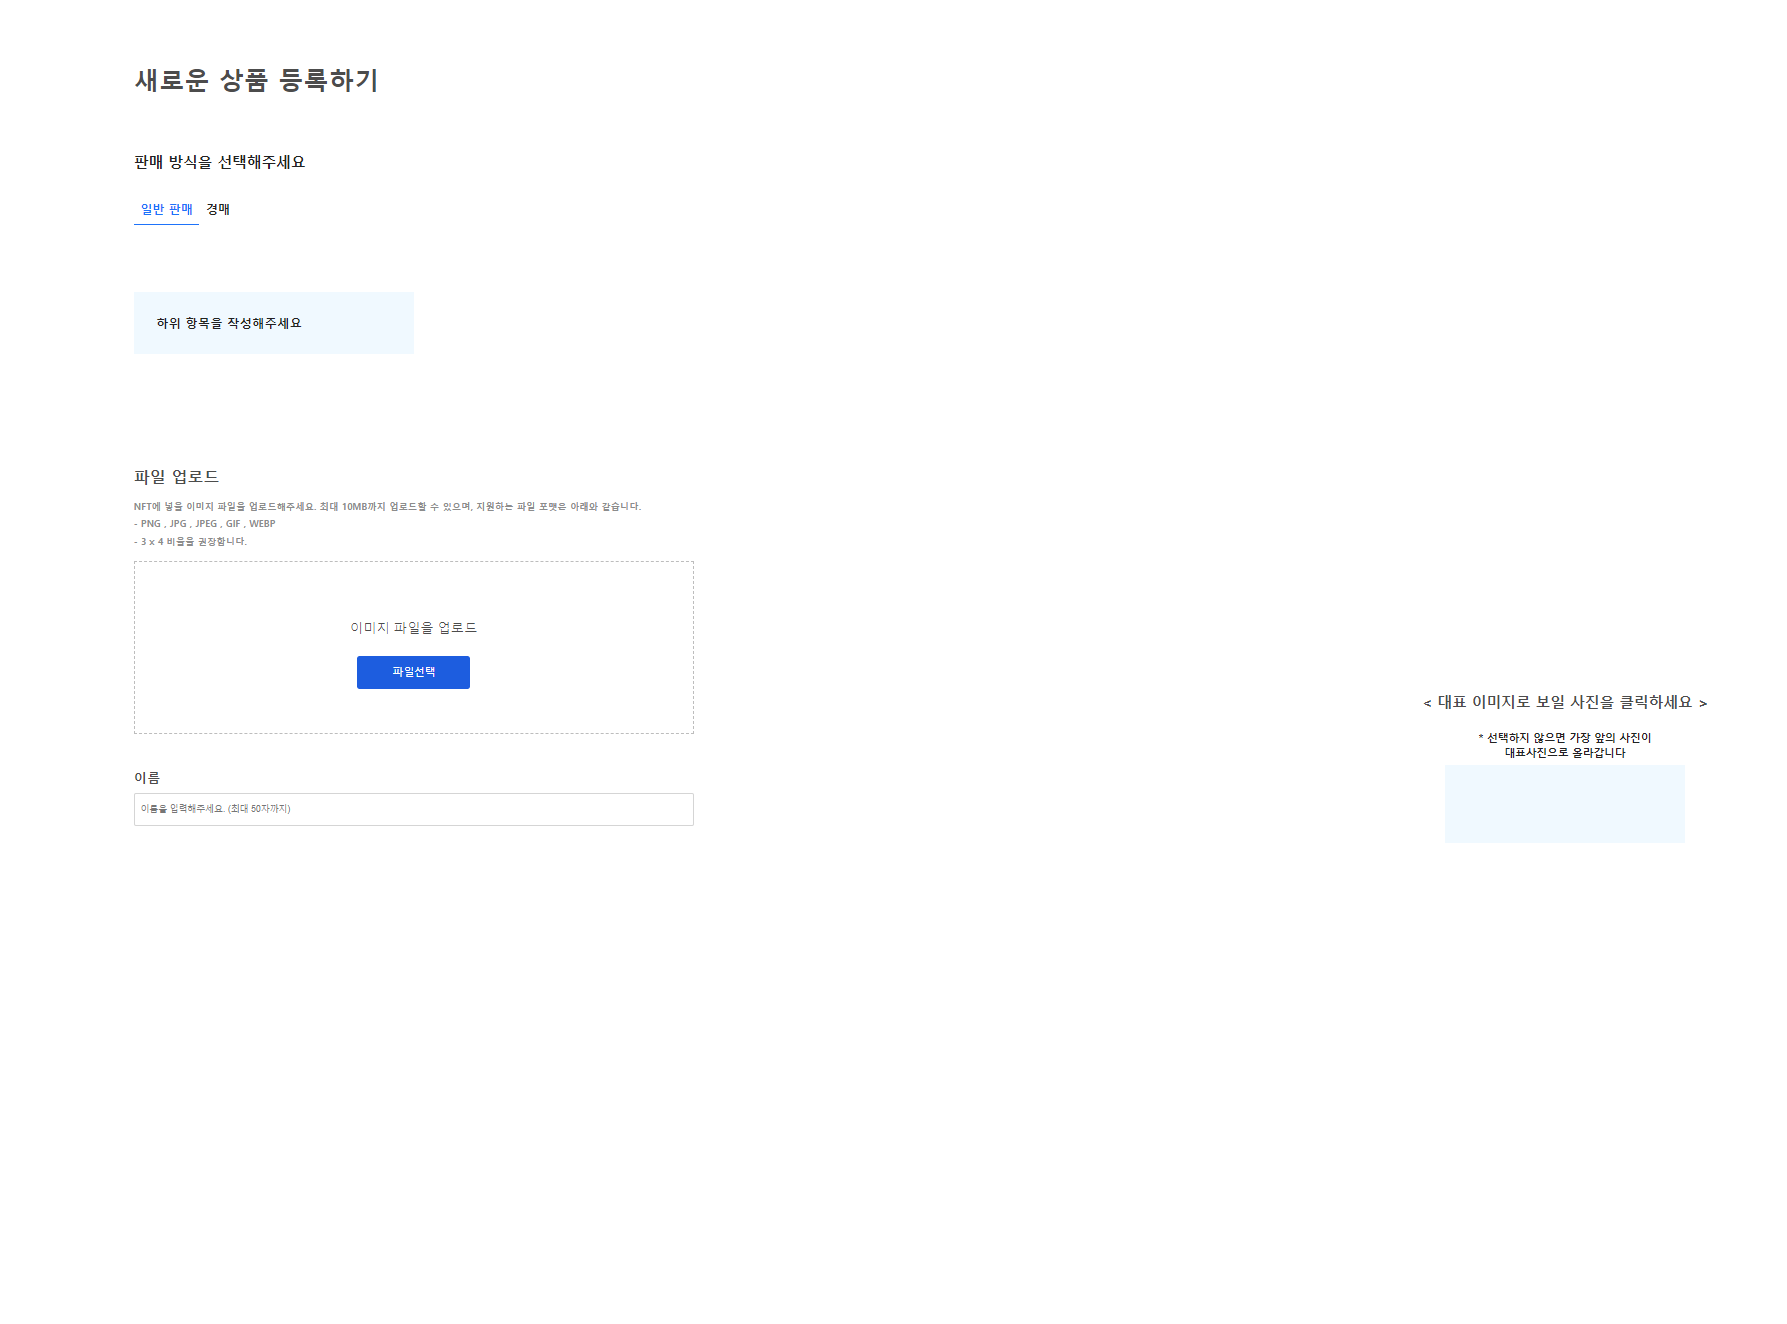 새로운 상품 등록하기
판매 방식을 선택해주세요
일반 판매 경매
하위 항목을 작성해주세요
파일 업로드
NFT에 넣을 이미지 파일을 업로드해주세요. 최대 10MB까지 업로드할 수 있으며, 지원하는 파일 포맷은 아래와 같습니다.
- PNG , JPG , JPEG , GIF , WEBP
- 3 x 4 비율을 권장합니다.
이미지 파일을 업로드
파일선택
이름
이름을 입력해주세요. (최대 50자까지)
< 대표 이미지로 보일 사진을 클릭하세요 >
* 선택하지 않으면 가장 앞의 사진이
대표사진으로 올라갑니다